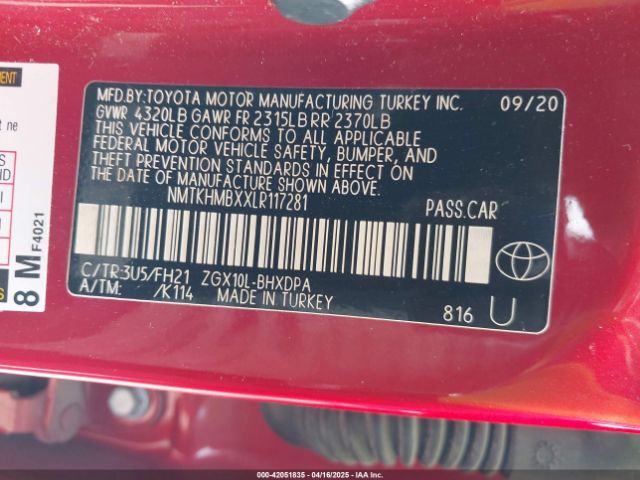 MFD.BY:TOYOTA MOTOR MANUFACTURING TURKEY INC. 09/20
GVWR 4320LB GAWR FR 2315LB RR 2370LB
THIS VEHICLE CONFORMS TO ALL APPLICABLE
FEDERAL MOTOR VEHICLE SAFETY, BUMPER, AND
THEFT PREVENTION STANDARDS IN EFFECT ON
THE DATE OF MANUFACTURE SHOWN ABOVE.
NMTKHMBXXLR117281 PASS.CAR
C/TR:3U5/FH21 ZGX10L-BHXDPA
A/TM: /K114 MADE IN TURKEY 816 U
8 M F4021
t ne
00-42051835 - 04/16/2025 - IAAI, Inc.